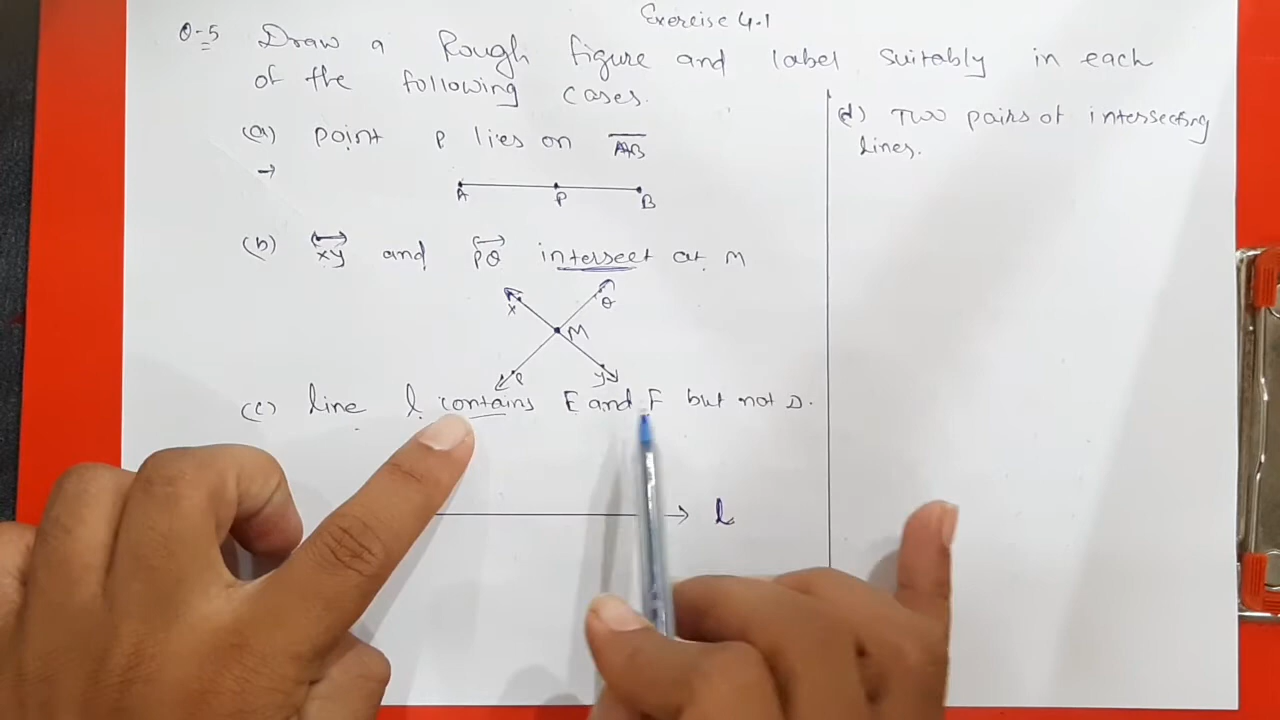 Exercise 4.1
Q-5 Draw a Rough figure and label suitably in each
of the following cases.
(a) point P lies on AB
→
A P B
(b) XY and PQ intersect at M
X Q
M
P Y
(c) line l contains E and F but not D.
l
(d) Two pairs of intersecting
lines.